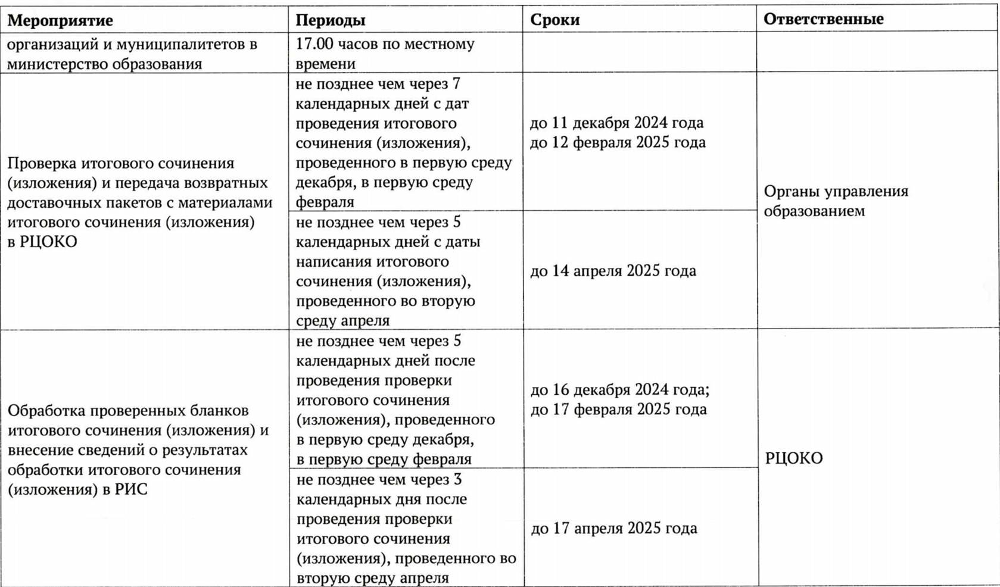 Мероприятие
Периоды
Сроки
Ответственные
организаций и муниципалитетов в
министерство образования
17.00 часов по местному
времени
Проверка итогового сочинения
(изложения) и передача возвратных
доставочных пакетов с материалами
итогового сочинения (изложения)
в РЦОКО
не позднее чем через 7
календарных дней с дат
проведения итогового
сочинения (изложения),
проведенного в первую среду
декабря, в первую среду
февраля
до 11 декабря 2024 года
до 12 февраля 2025 года
Органы управления
образованием
не позднее чем через 5
календарных дней с даты
написания итогового
сочинения (изложения),
проведенного во вторую
среду апреля
до 14 апреля 2025 года
Обработка проверенных бланков
итогового сочинения (изложения) и
внесение сведений о результатах
обработки итогового сочинения
(изложения) в РИС
не позднее чем через 5
календарных дней после
проведения проверки
итогового сочинения
(изложения), проведенного
в первую среду декабря,
в первую среду февраля
до 16 декабря 2024 года;
до 17 февраля 2025 года
РЦОКО
не позднее чем через 3
календарных дня после
проведения проверки
итогового сочинения
(изложения), проведенного во
вторую среду апреля
до 17 апреля 2025 года